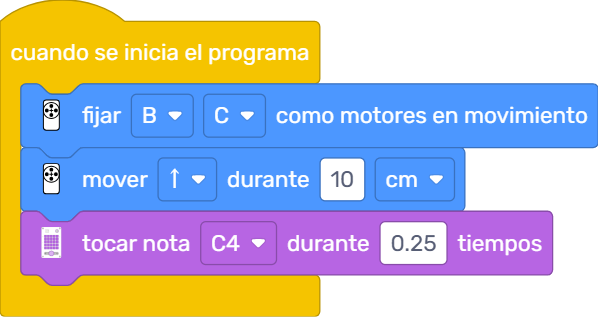 cuando se inicia el programa
fijar B C como motores en movimiento
mover ↑ durante 10 cm
tocar nota C4 durante 0.25 tiempos